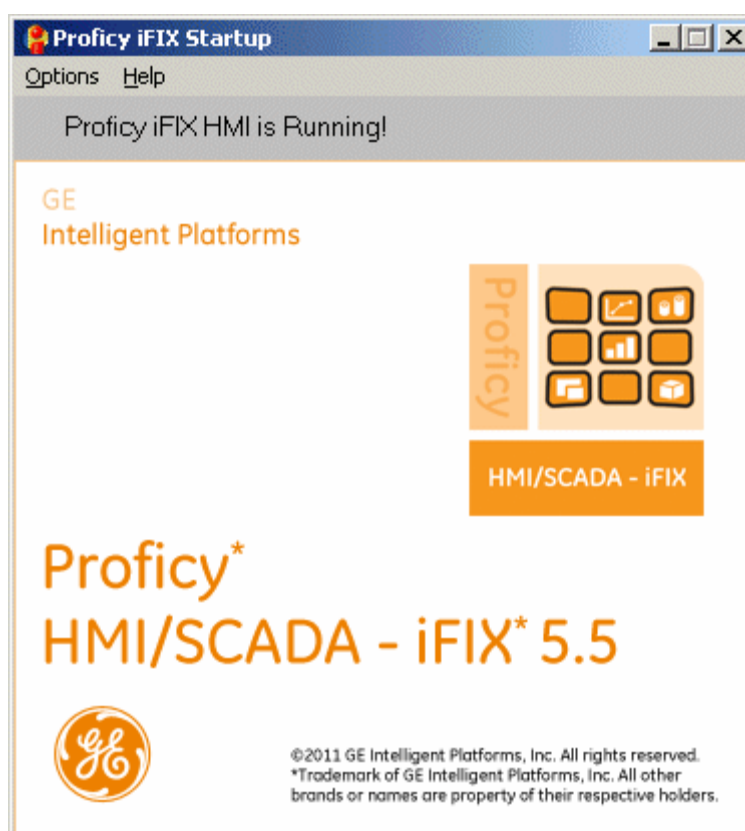 Proficy iFIX Startup
Options Help
Proficy iFIX HMI is Running!
GE
Intelligent Platforms
Proficy
HMI/SCADA - iFIX
Proficy*
HMI/SCADA - iFIX* 5.5
GE
©2011 GE Intelligent Platforms, Inc. All rights reserved.
*Trademark of GE Intelligent Platforms, Inc. All other
brands or names are property of their respective holders.